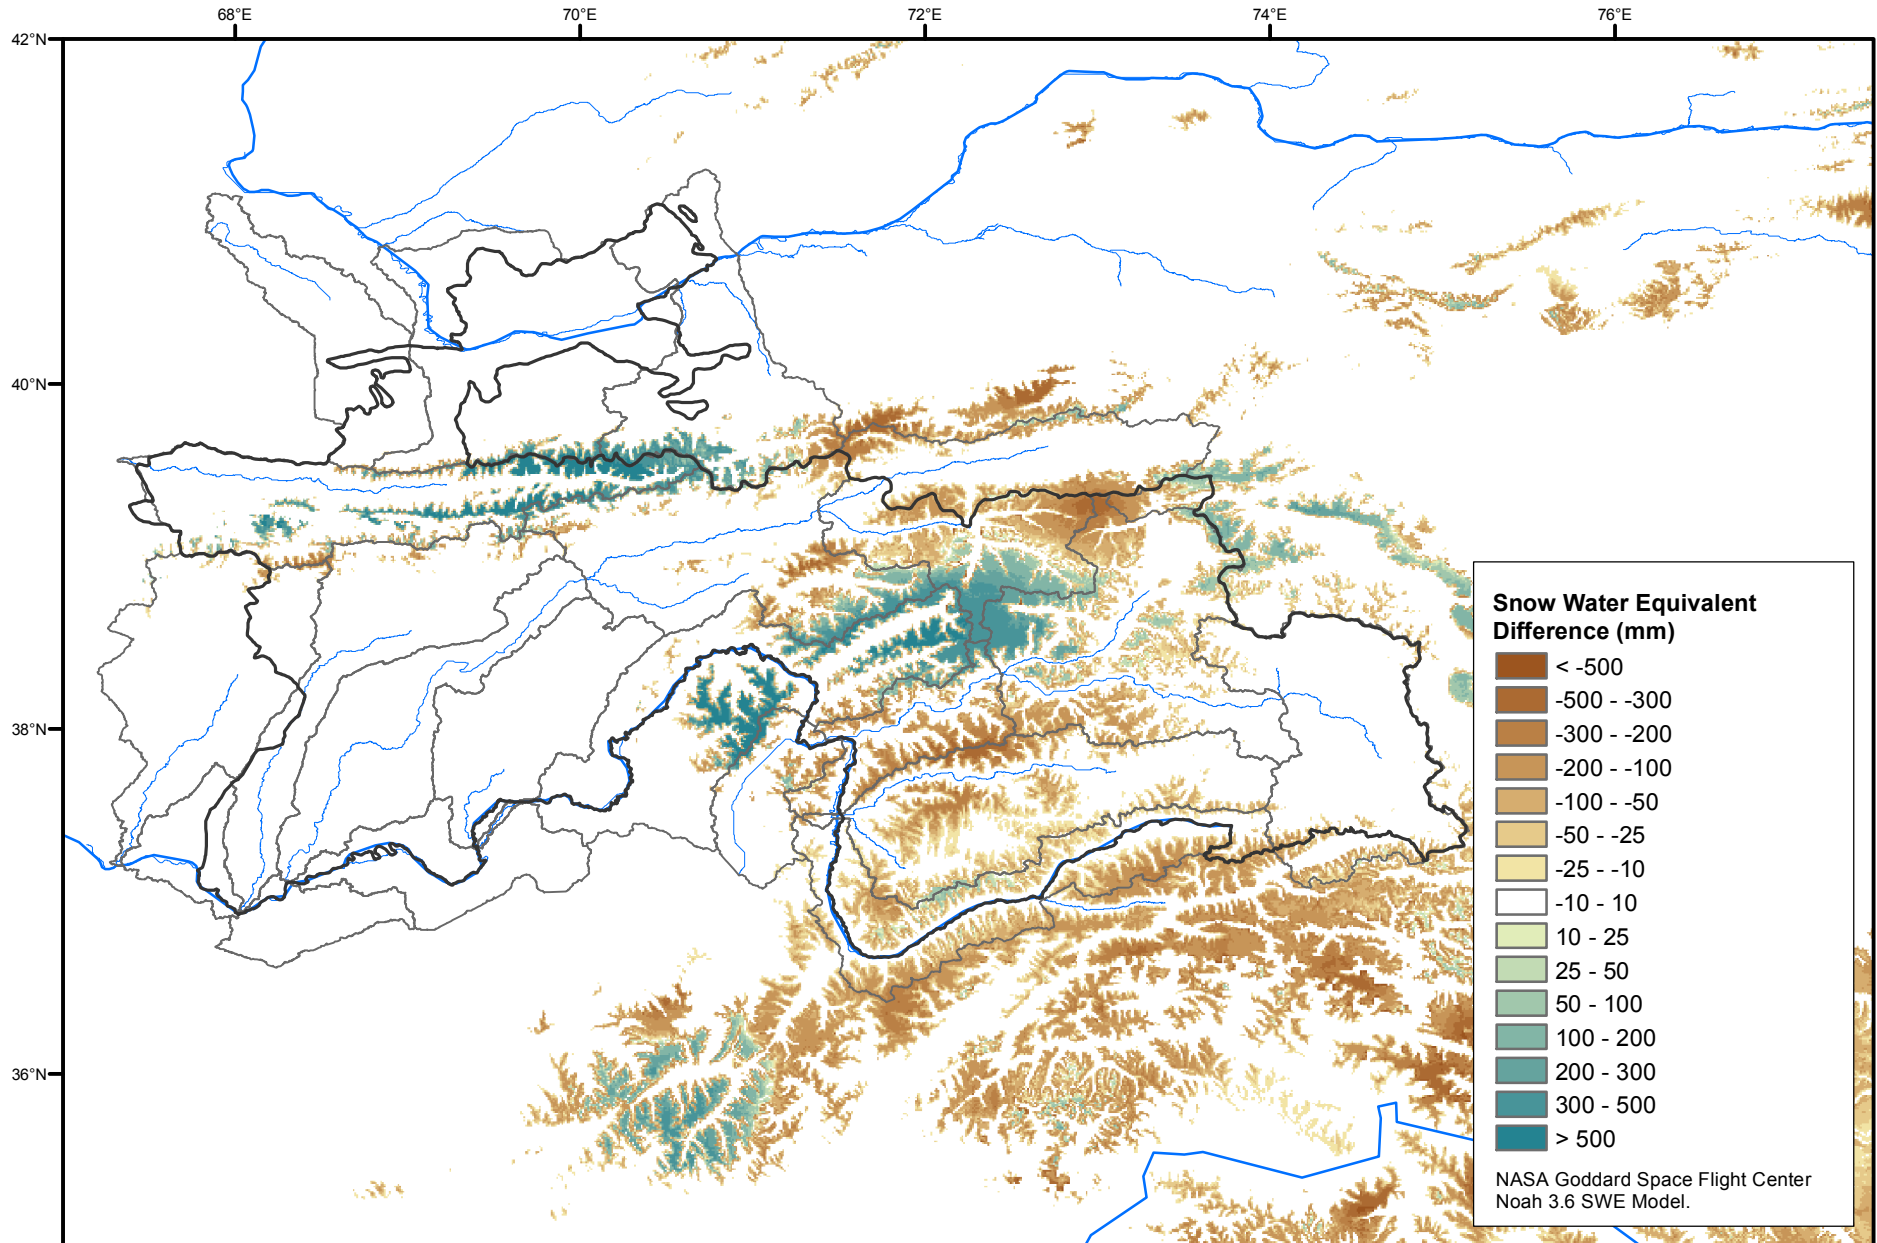 68°E
70°E
72°E
74°E
76°E
42°N
40°N
38°N
36°N
Snow Water Equivalent
Difference (mm)
< -500
-500 - -300
-300 - -200
-200 - -100
-100 - -50
-50 - -25
-25 - -10
-10 - 10
10 - 25
25 - 50
50 - 100
100 - 200
200 - 300
300 - 500
> 500
NASA Goddard Space Flight Center
Noah 3.6 SWE Model.